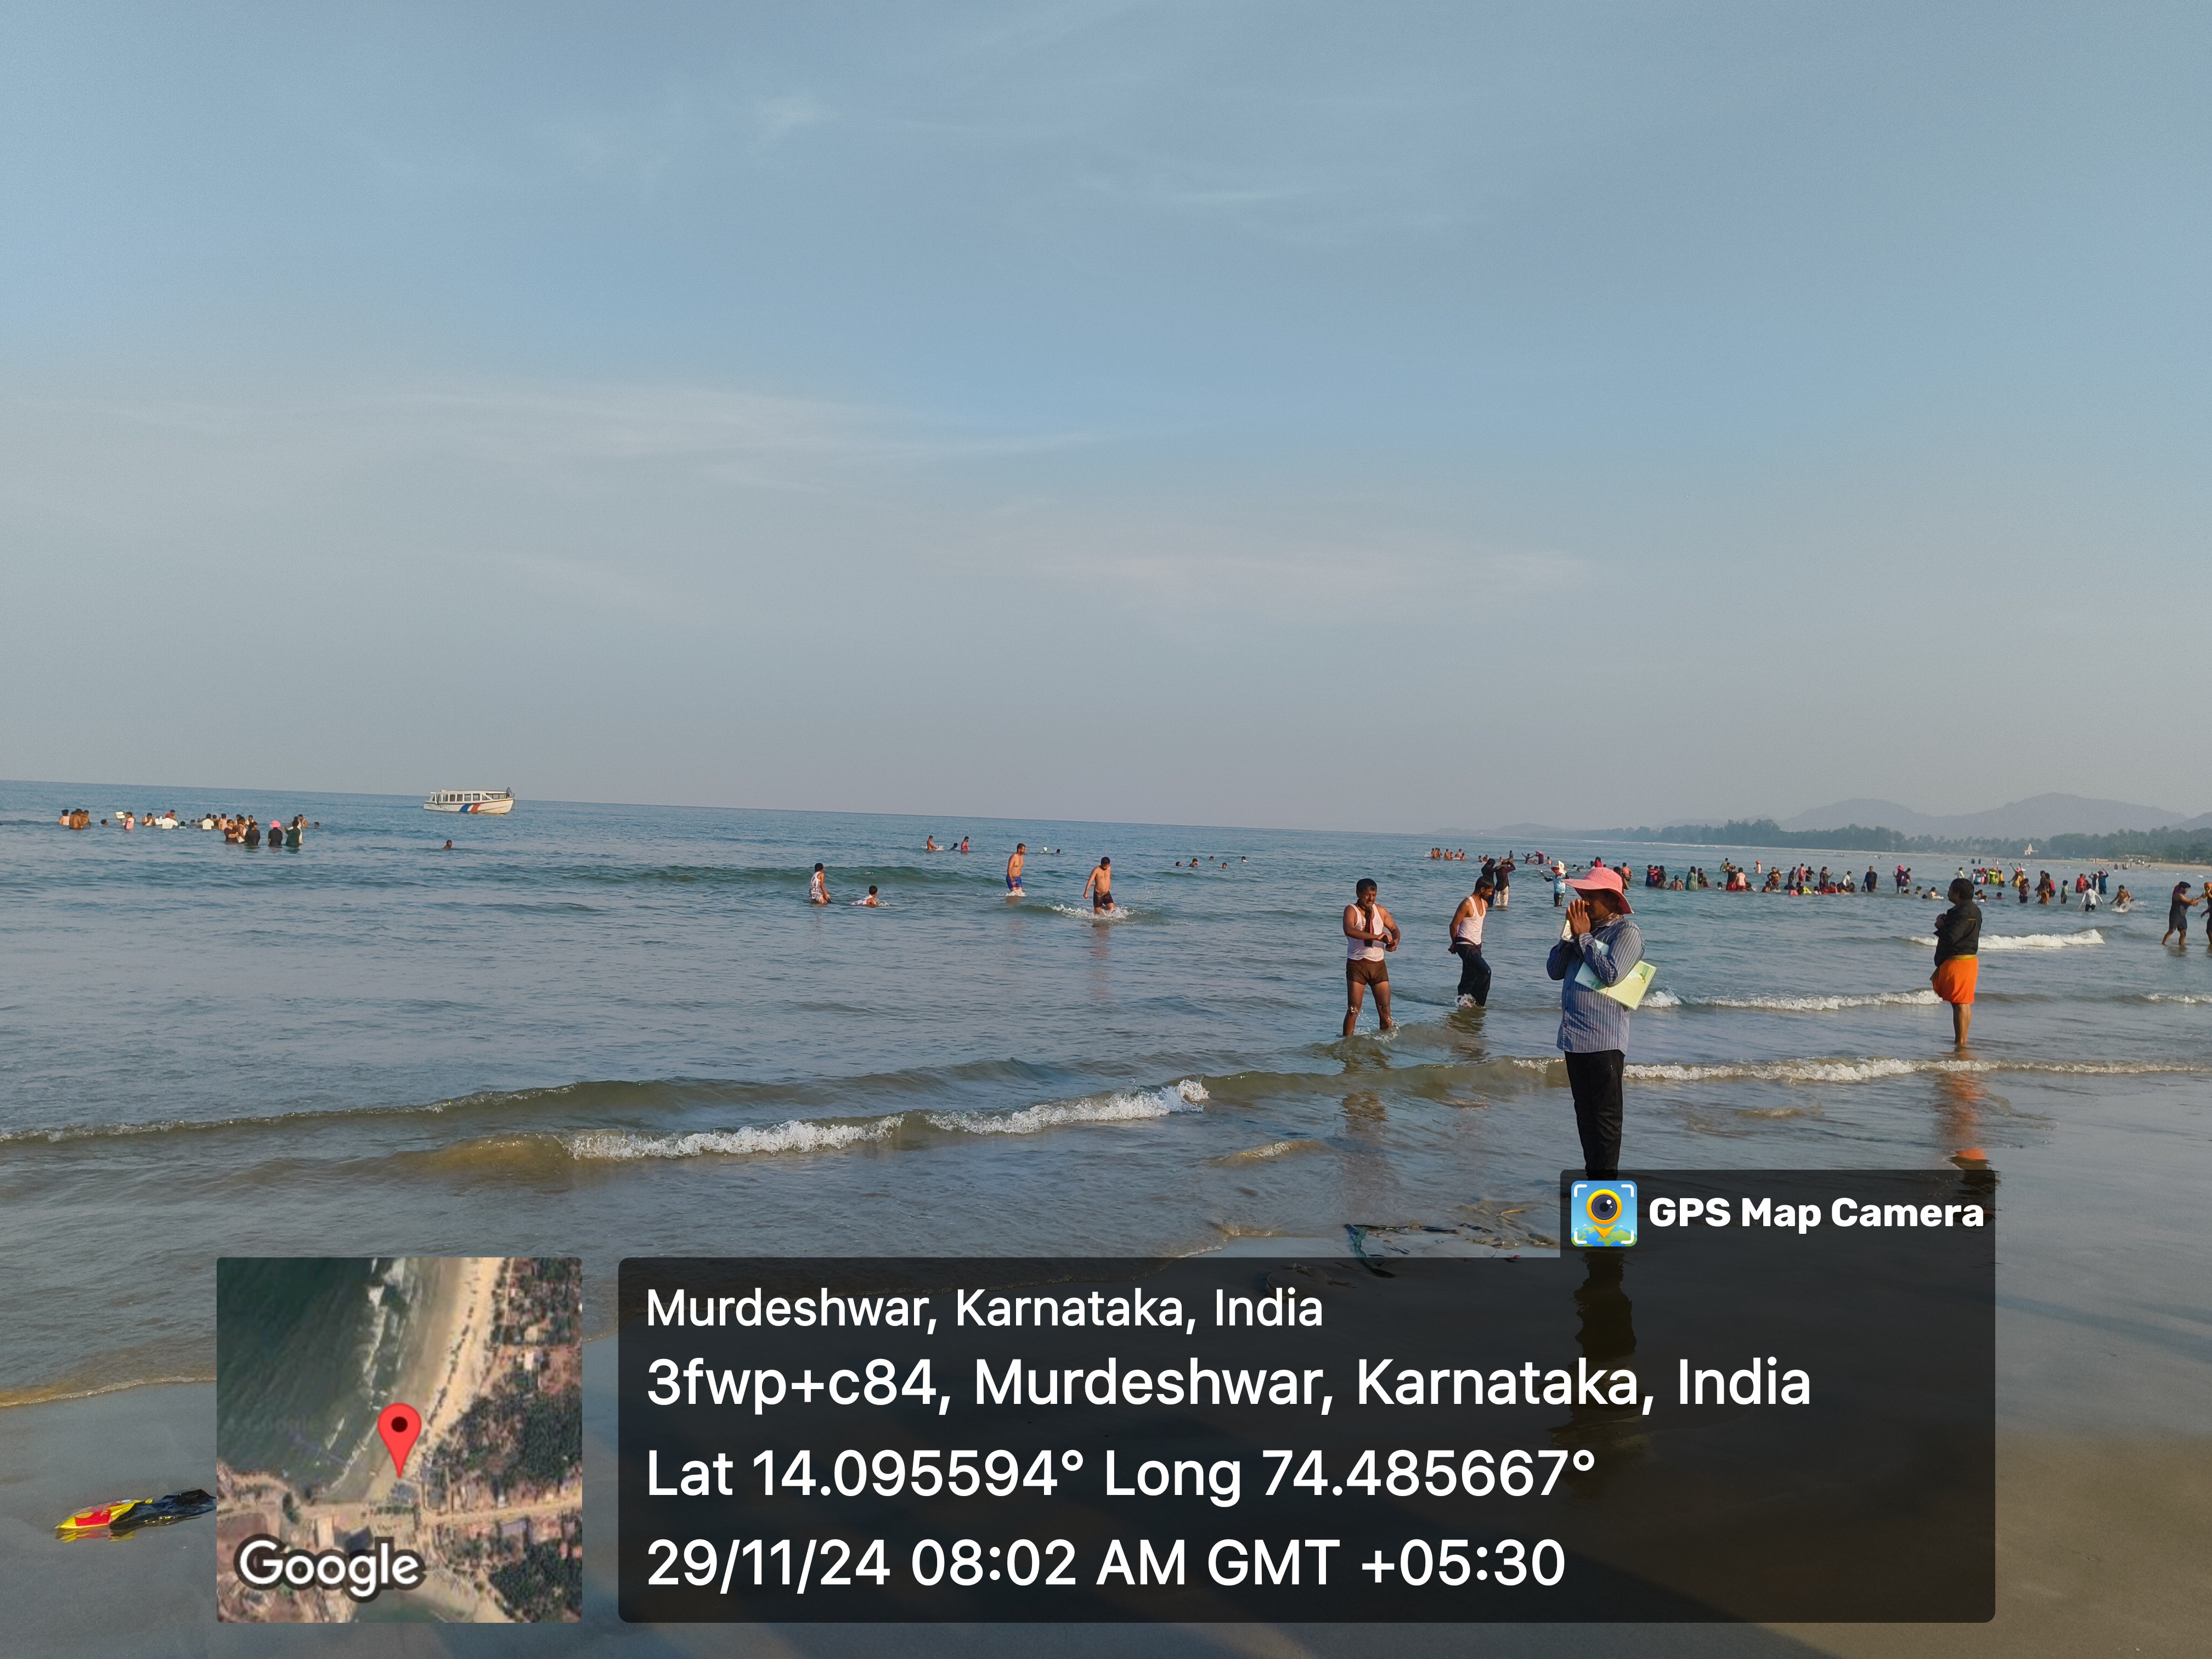 GPS Map Camera
Murdeshwar, Karnataka, India
3fwp+c84, Murdeshwar, Karnataka, India
Lat 14.095594° Long 74.485667°
29/11/24 08:02 AM GMT +05:30
Google